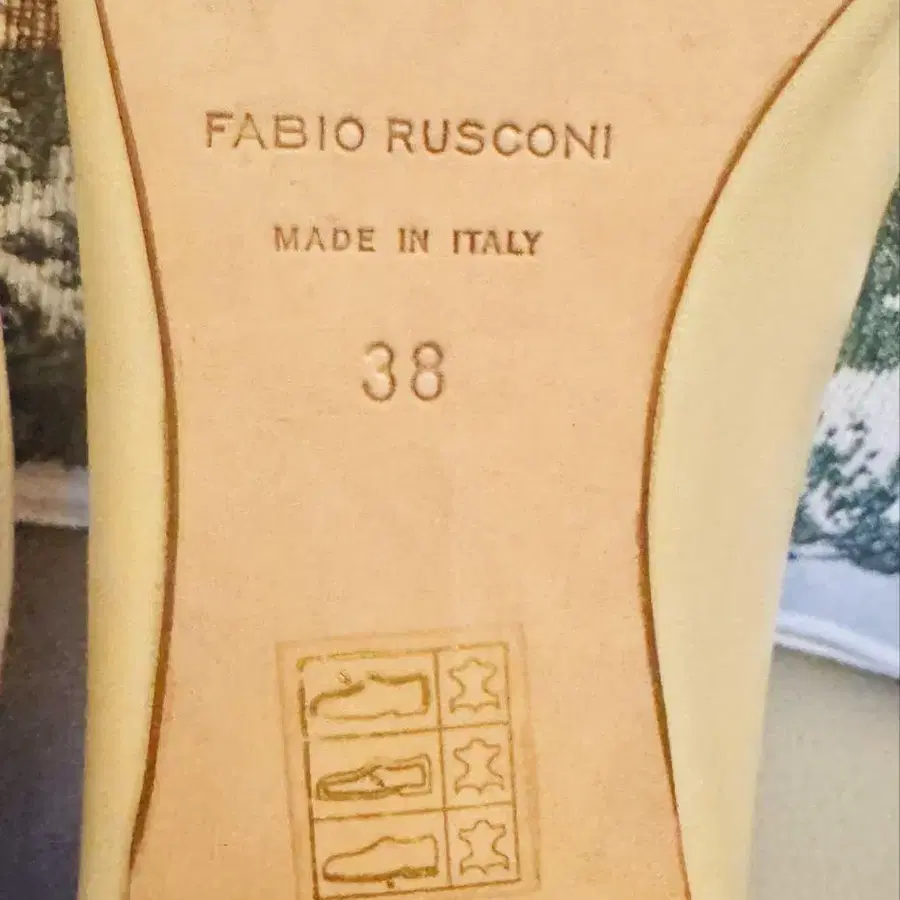 FABIO RUSCONI
MADE IN ITALY
38